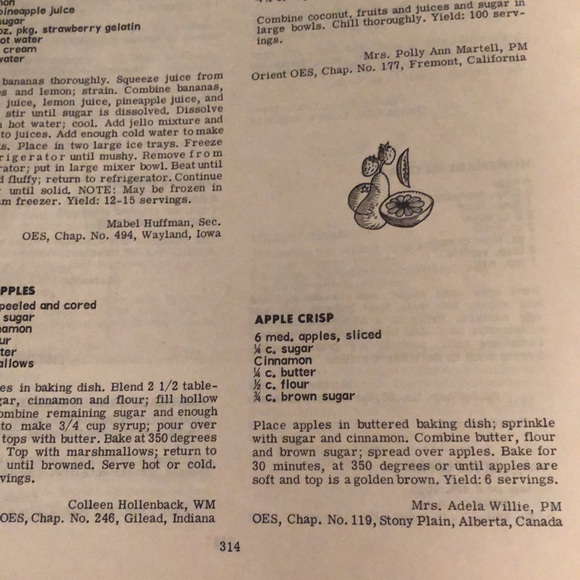 pineapple juice
sugar
oz. pkg. strawberry gelatin
hot water
cream
water
bananas thoroughly. Squeeze juice from
and lemon; strain. Combine bananas,
juice, lemon juice, pineapple juice, and
stir until sugar is dissolved. Dissolve
hot water; cool. Add jello mixture and
to juices. Add enough cold water to make
Place in two large ice trays. Freeze
until mushy. Remove from
put in large mixer bowl. Beat until
fluffy; return to refrigerator. Continue
until solid. NOTE: May be frozen in
freezer. Yield: 12-15 servings.
Mabel Huffman, Sec.
OES, Chap. No. 494, Wayland, Iowa
PPLES
peeled and cored
sugar
namon
ur
tter
allows
es in baking dish. Blend 2 1/2 table-
gar, cinnamon and flour; fill hollow
ombine remaining sugar and enough
to make 3/4 cup syrup; pour over
tops with butter. Bake at 350 degrees
Top with marshmallows; return to
until browned. Serve hot or cold.
vings.
Colleen Hollenback, WM
OES, Chap. No. 246, Gilead, Indiana
Combine coconut, fruits and juices and sugar in
large bowls. Chill thoroughly. Yield: 100 serv-
ings.
Mrs. Polly Ann Martell, PM
Orient OES, Chap. No. 177, Fremont, California
APPLE CRISP
6 med. apples, sliced
¼ c. sugar
Cinnamon
¼ c. butter
½ c. flour
¾ c. brown sugar
Place apples in buttered baking dish; sprinkle
with sugar and cinnamon. Combine butter, flour
and brown sugar; spread over apples. Bake for
30 minutes, at 350 degrees or until apples are
soft and top is a golden brown. Yield: 6 servings.
Mrs. Adela Willie, PM
OES, Chap. No. 119, Stony Plain, Alberta, Canada
314